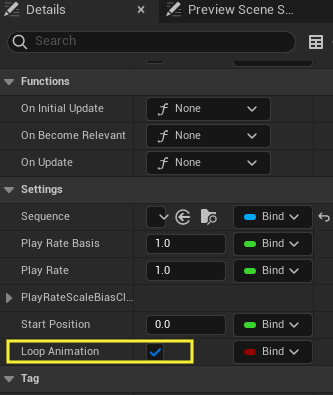 Details
Preview Scene S...
Search
Functions
On Initial Update
None
On Become Relevant
None
On Update
None
Settings
Sequence
Bind
Play Rate Basis
1.0
Bind
Play Rate
1.0
Bind
PlayRateScaleBiasCl...
Start Position
0.0
Bind
Loop Animation
Bind
Tag